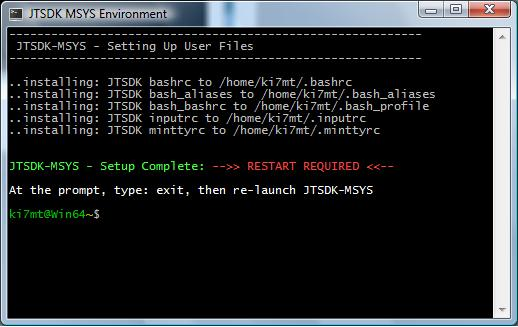 JTSDK MSYS Environment
-----------------------------------------------------------
JTSDK-MSYS - Setting Up User Files
-----------------------------------------------------------
..installing: JTSDK bashrc to /home/ki7mt/.bashrc
..installing: JTSDK bash_aliases to /home/ki7mt/.bash_aliases
..installing: JTSDK bash_bashrc to /home/ki7mt/.bash_profile
..installing: JTSDK inputrc to /home/ki7mt/.inputrc
..installing: JTSDK minttyrc to /home/ki7mt/.minttyrc
JTSDK-MSYS - Setup Complete: -->> RESTART REQUIRED <<--
At the prompt, type: exit, then re-launch JTSDK-MSYS
ki7mt@Win64~$